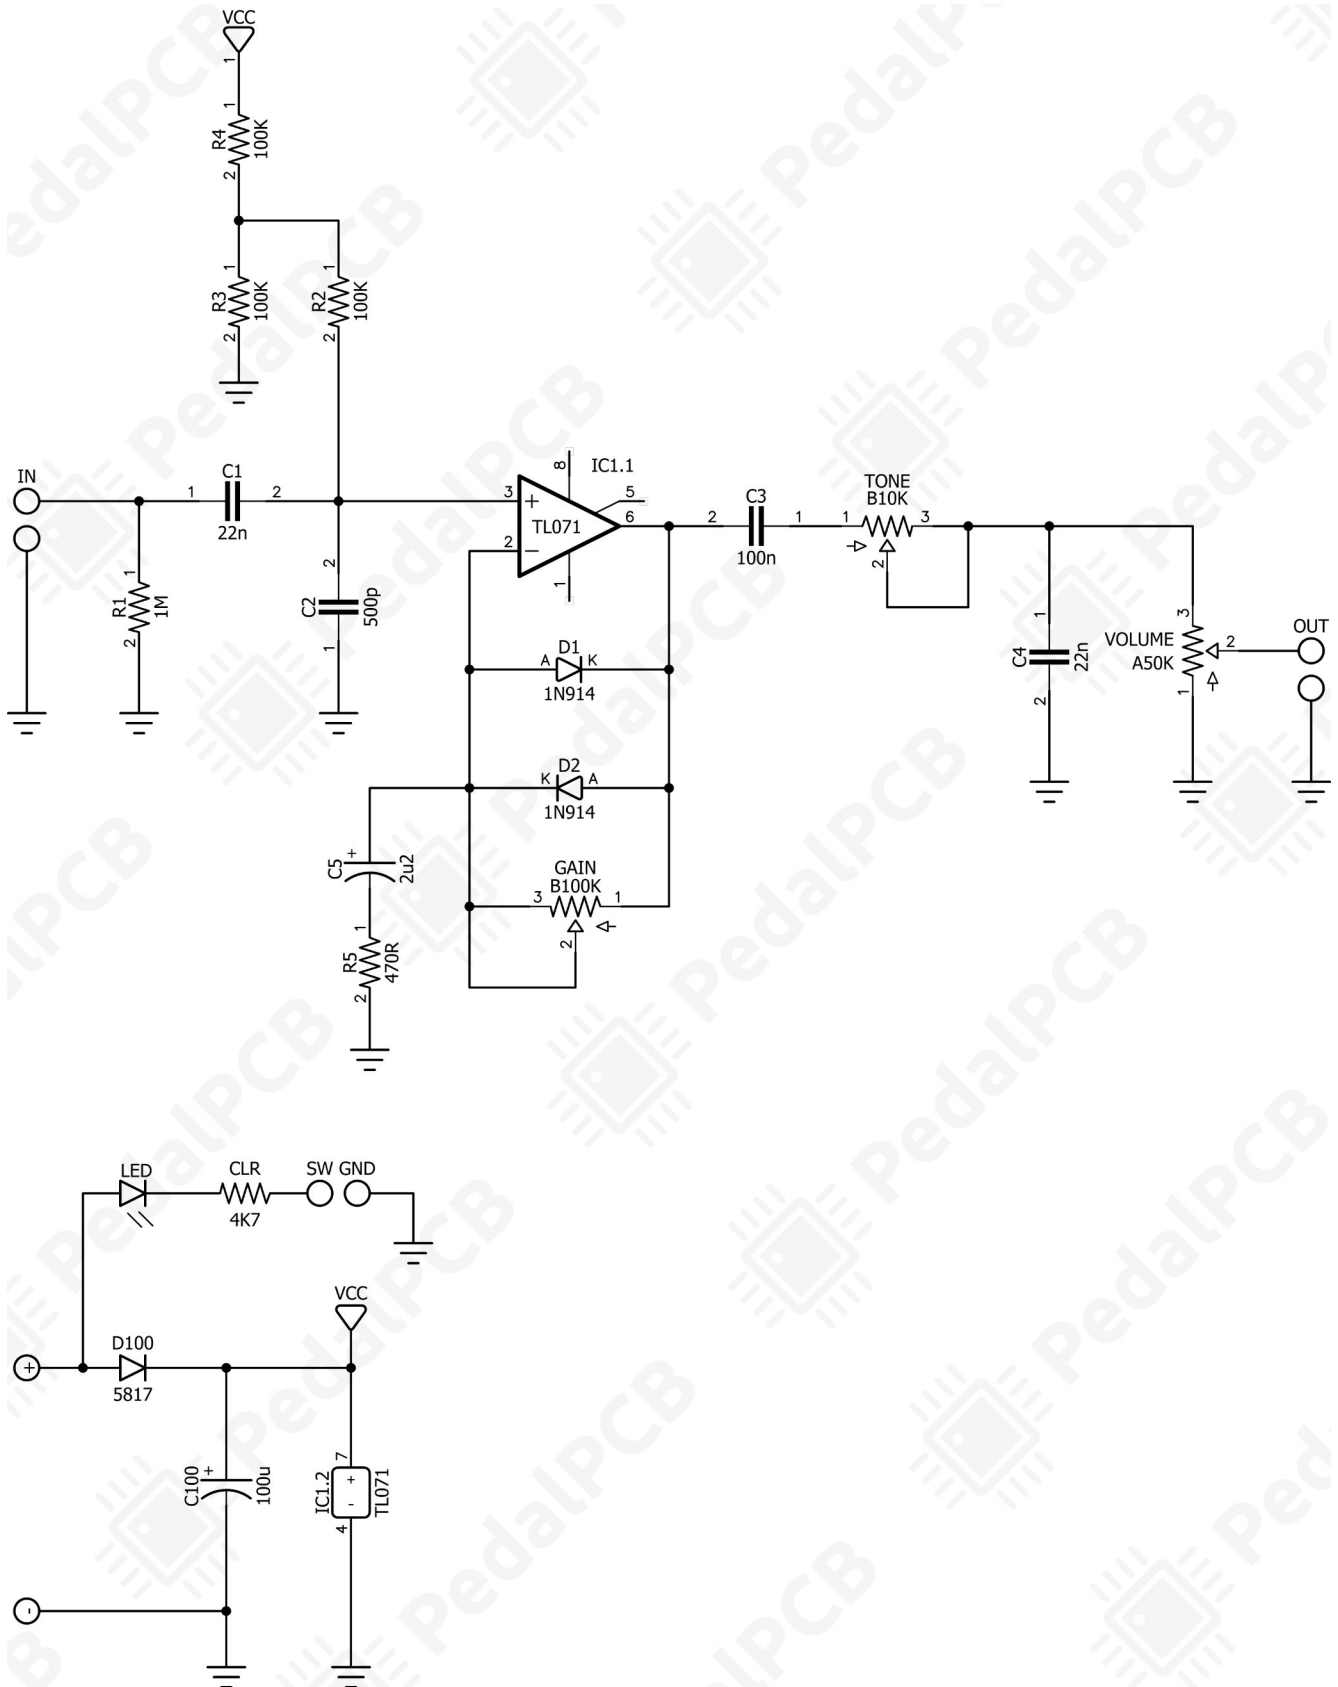 VCC
1
1
R4
100K
2
1
1
R3
100K
R2
100K
2
2
IN
C1
1
2
22n
1
R1
1M
2
2
C2
500p
1
8
IC1.1
3
+
5
TL071
6
2
−
1
C3
2
1
100n
TONE
B10K
1
3
2
1
C4
22n
2
3
VOLUME
A50K
2
1
OUT
D1
A
K
1N914
D2
K
A
1N914
C5
+
2u2
GAIN
B100K
3
1
2
1
R5
470R
2
LED
CLR
4K7
SW
GND
VCC
+
D100
5817
C100
+
100u
7
IC1.2
+
-
TL071
4
-
PedalPCB